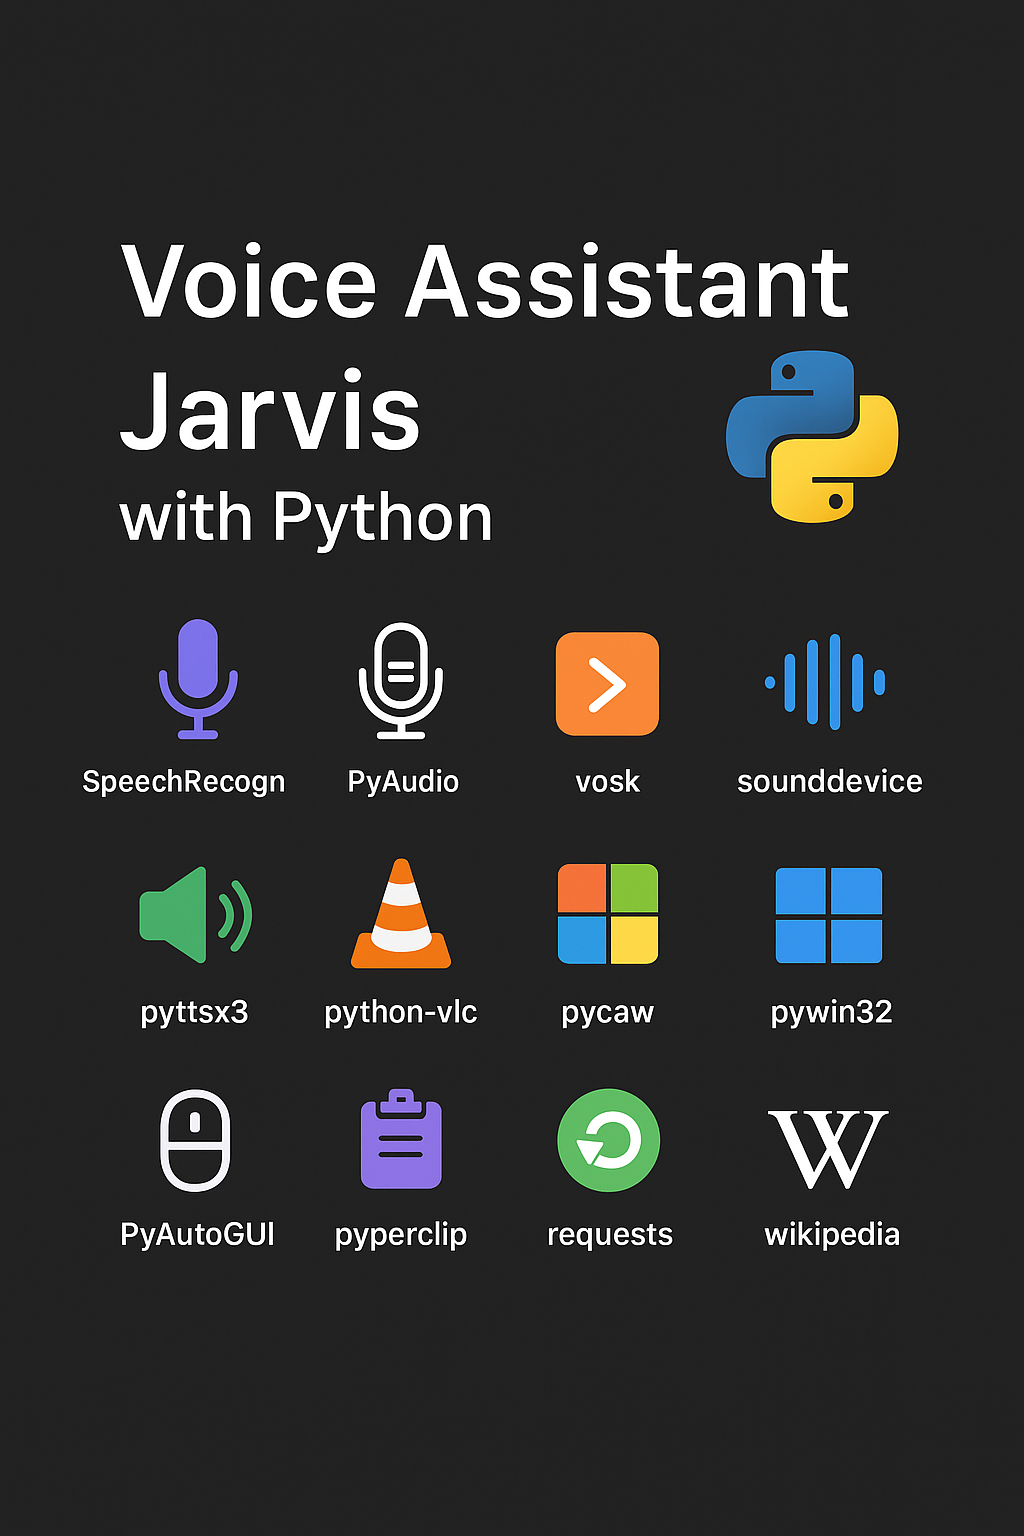 Voice Assistant
Jarvis
with Python
SpeechRecogn
PyAudio
vosk
sounddevice
pyttsx3
python-vlc
pycaw
pywin32
PyAutoGUI
pyperclip
requests
W
wikipedia